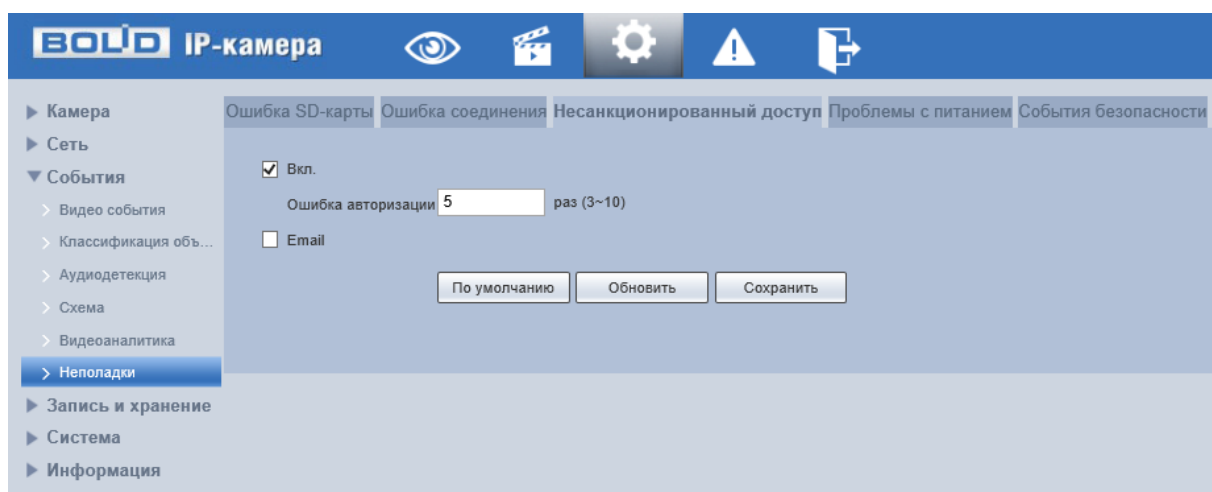 BOLID IP-камера
Камера
Сеть
События
Видео события
Классификация объ...
Аудиодетекция
Схема
Видеоаналитика
Неполадки
Запись и хранение
Система
Информация
Ошибка SD-карты Ошибка соединения Несанкционированный доступ Проблемы с питанием События безопасности
Вкл.
Ошибка авторизации 5 раз (3~10)
Email
По умолчанию Обновить Сохранить